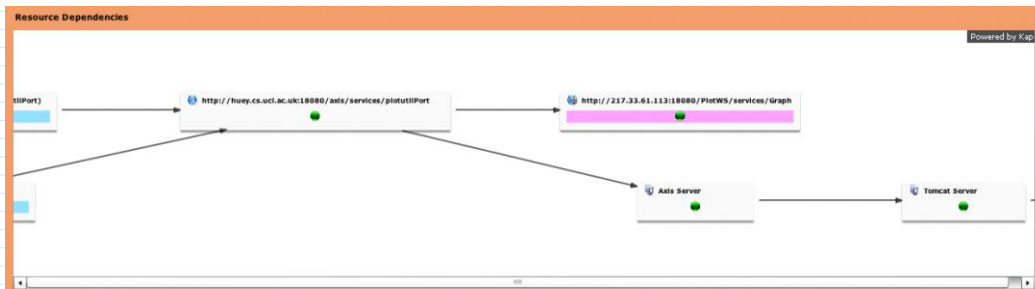 Resource Dependencies
Powered by Kap
tilPort)
http://huey.cs.ucl.ac.uk:18080/axis/services/plotutilPort
http://217.33.61.113:18080/PlotWS/services/Graph
Axis Server
Tomcat Server